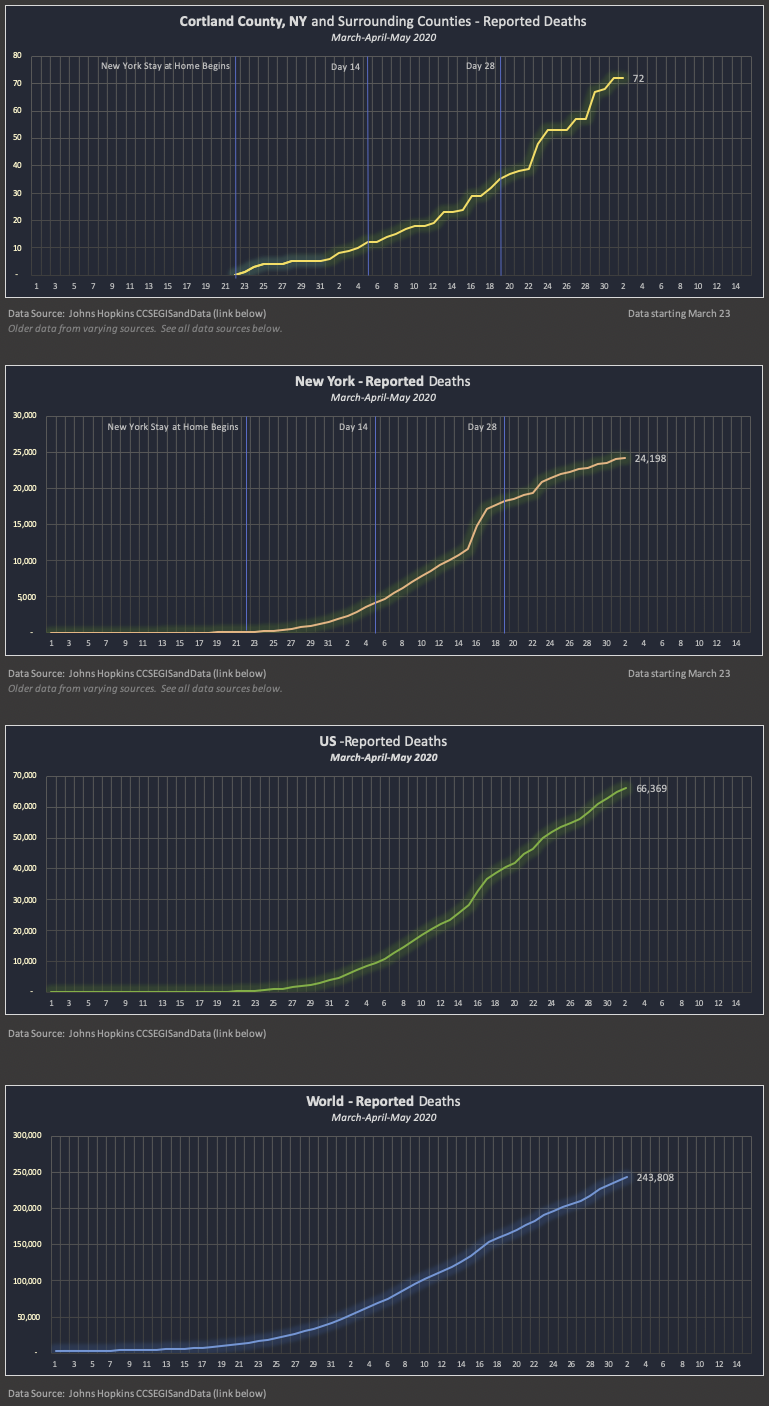 Cortland County, NY and Surrounding Counties - Reported Deaths
March-April-May 2020
80
70
60
50
40
30
20
10
-
New York Stay at Home Begins Day 14 Day 28
72
1 3 5 7 9 11 13 15 17 19 21 23 25 27 29 31 2 4 6 8 10 12 14 16 18 20 22 24 26 28 30 2 4 6 8 10 12 14
Data Source: Johns Hopkins CCSEGISandData (link below) Data starting March 23
Older data from varying sources. See all data sources below.
New York - Reported Deaths
March-April-May 2020
30,000
25,000
20,000
15,000
10,000
5,000
-
New York Stay at Home Begins Day 14 Day 28
24,198
1 3 5 7 9 11 13 15 17 19 21 23 25 27 29 31 2 4 6 8 10 12 14 16 18 20 22 24 26 28 30 2 4 6 8 10 12 14
Data Source: Johns Hopkins CCSEGISandData (link below) Data starting March 23
Older data from varying sources. See all data sources below.
US -Reported Deaths
March-April-May 2020
70,000
60,000
50,000
40,000
30,000
20,000
10,000
-
66,369
1 3 5 7 9 11 13 15 17 19 21 23 25 27 29 31 2 4 6 8 10 12 14 16 18 20 22 24 26 28 30 2 4 6 8 10 12 14
Data Source: Johns Hopkins CCSEGISandData (link below)
World - Reported Deaths
March-April-May 2020
300,000
250,000
200,000
150,000
100,000
50,000
-
243,808
1 3 5 7 9 11 13 15 17 19 21 23 25 27 29 31 2 4 6 8 10 12 14 16 18 20 22 24 26 28 30 2 4 6 8 10 12 14
Data Source: Johns Hopkins CCSEGISandData (link below)